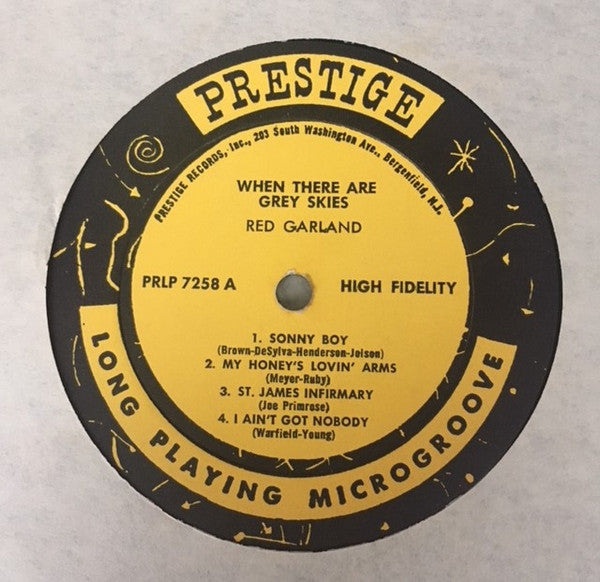 PRESTIGE
PRESTIGE RECORDS, Inc., 203 South Washington Ave., Bergenfield, N.J.
WHEN THERE ARE
GREY SKIES
RED GARLAND
PRLP 7258 A
HIGH FIDELITY
1. SONNY BOY
(Brown-DeSylva-Henderson-Jolson)
2. MY HONEY'S LOVIN' ARMS
(Meyer-Ruby)
3. ST. JAMES INFIRMARY
(Joe Primrose)
4. I AIN'T GOT NOBODY
(Warfield-Young)
LONG PLAYING MICROGROOVE